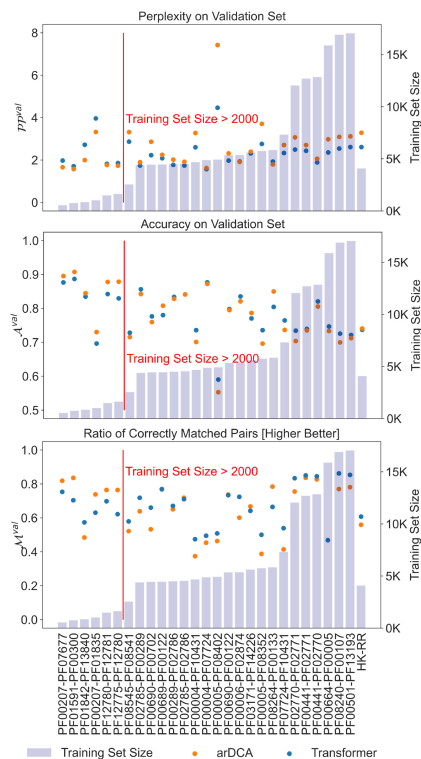 Perplexity on Validation Set
8
6
4
2
0
pp^val
15K
10K
5K
0K
Training Set Size
Training Set Size > 2000
Accuracy on Validation Set
1.0
0.9
0.8
0.7
0.6
0.5
A^val
15K
10K
5K
0K
Training Set Size
Training Set Size > 2000
Ratio of Correctly Matched Pairs [Higher Better]
1.0
0.8
0.6
0.4
0.2
0.0
M^val
15K
10K
5K
0K
Training Set Size
Training Set Size > 2000
PF00207-PF07677
PF01591-PF00300
PF01842-PF13840
PF00207-PF01835
PF12780-PF12781
PF12775-PF12780
PF08545-PF08541
PF02785-PF00289
PF00690-PF00702
PF00689-PF00122
PF00289-PF02786
PF02785-PF02786
PF00004-PF10431
PF00004-PF07724
PF00005-PF08402
PF00690-PF00122
PF00006-PF02874
PF03171-PF14226
PF00005-PF08352
PF08264-PF00133
PF07724-PF10431
PF02770-PF02771
PF00441-PF02771
PF00441-PF02770
PF00664-PF00005
PF08240-PF00107
PF00501-PF13193
HK-RR
Training Set Size
arDCA
Transformer